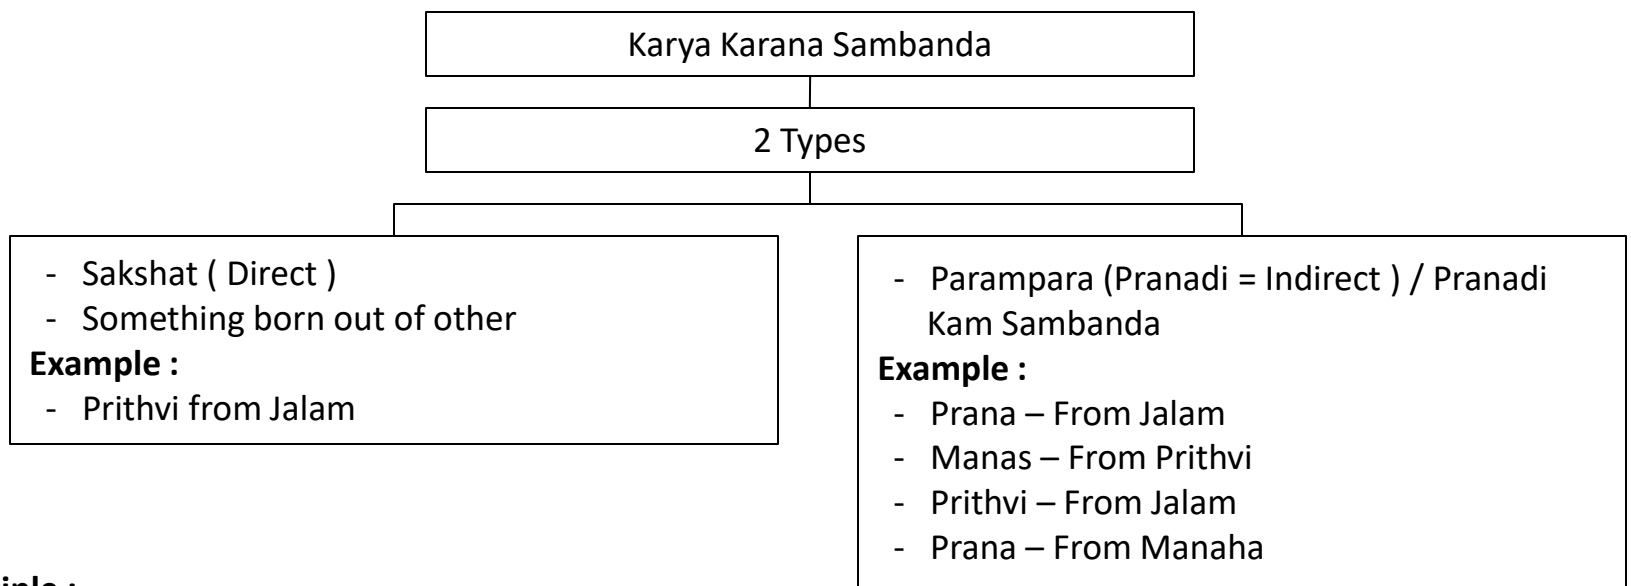 Karya Karana Sambanda
2 Types
- Sakshat ( Direct )
- Something born out of other
Example :
- Prithvi from Jalam
- Parampara (Pranadi = Indirect ) / Pranadi
Kam Sambanda
Example :
- Prana – From Jalam
- Manas – From Prithvi
- Prithvi – From Jalam
- Prana – From Manaha